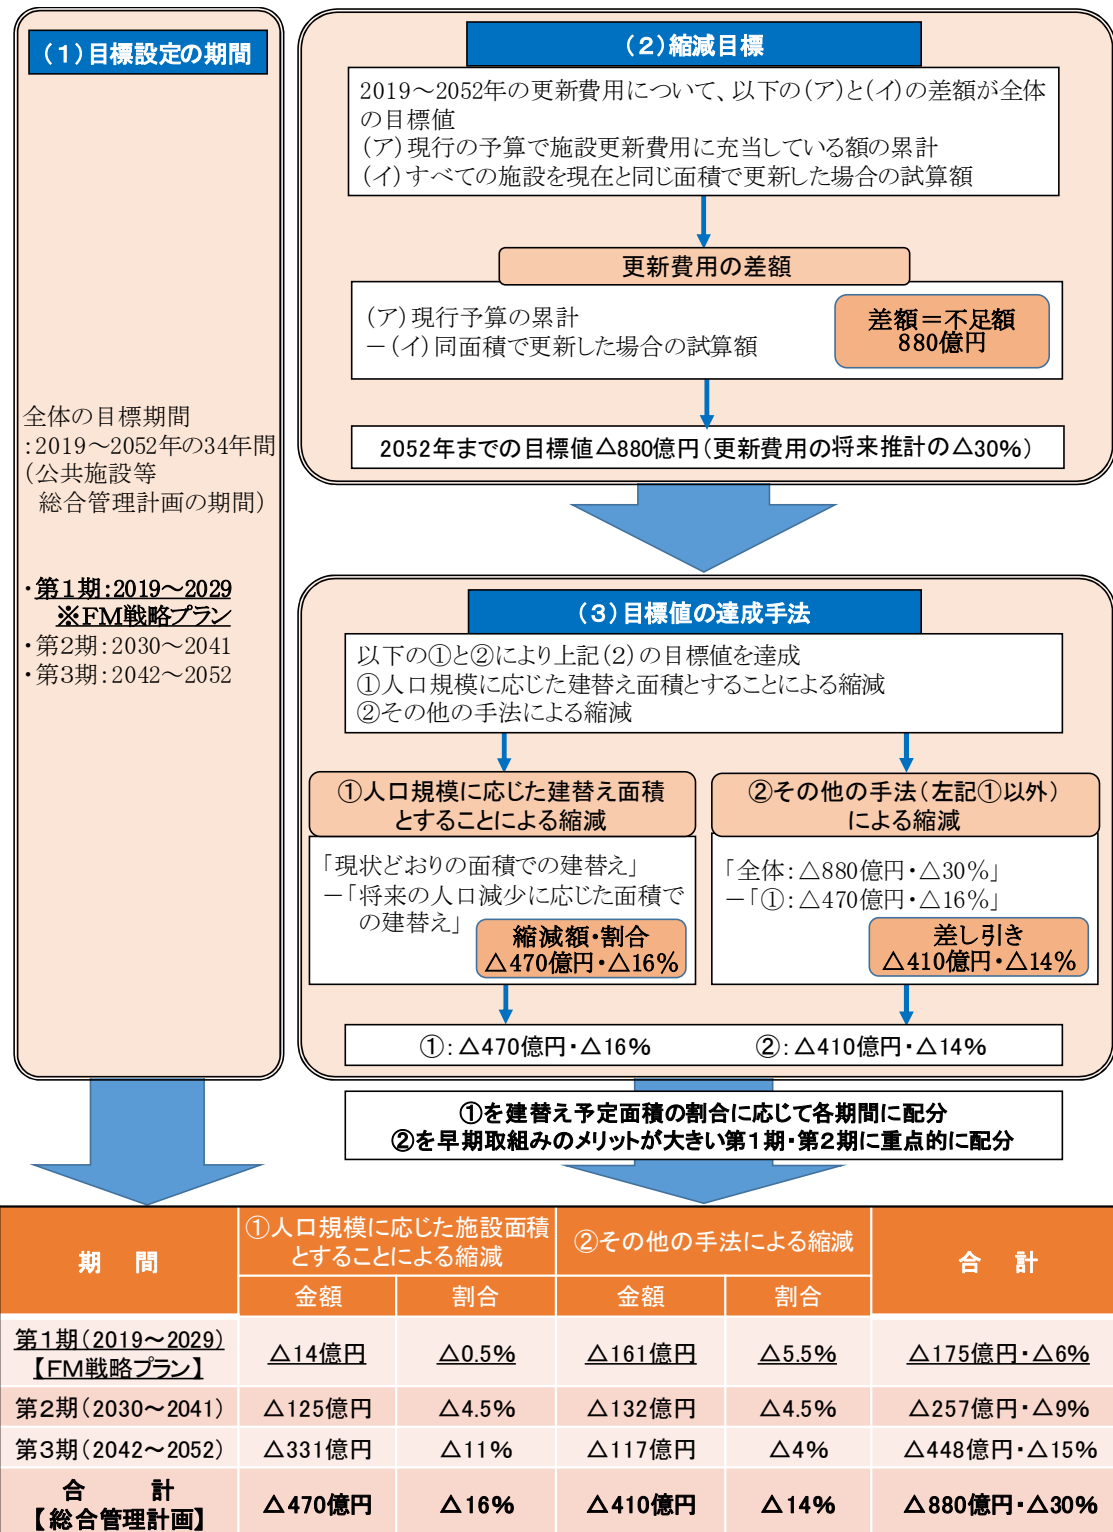 (１)目標設定の期間
全体の目標期間
:2019～2052年の34年間
(公共施設等
総合管理計画の期間)
・第１期:2019～2029
※FM戦略プラン
・第2期:2030～2041
・第3期:2042～2052
(２)縮減目標
2019～2052年の更新費用について、以下の(ア)と(イ)の差額が全体
の目標値
(ア)現行の予算で施設更新費用に充当している額の累計
(イ)すべての施設を現在と同じ面積で更新した場合の試算額
更新費用の差額
(ア)現行予算の累計
－(イ)同面積で更新した場合の試算額
差額＝不足額
880億円
2052年までの目標値△880億円(更新費用の将来推計の△30%)
(３)目標値の達成手法
以下の①と②により上記(2)の目標値を達成
①人口規模に応じた建替え面積とすることによる縮減
②その他の手法による縮減
①人口規模に応じた建替え面積
とすることによる縮減
「現状どおりの面積での建替え」
－「将来の人口減少に応じた面積で
の建替え」
縮減額・割合
△470億円・△16%
②その他の手法(左記①以外)
による縮減
「全体:△880億円・△30%」
－「①:△470億円・△16%」
差し引き
△410億円・△14%
①:△470億円・△16%　②:△410億円・△14%
①を建替え予定面積の割合に応じて各期間に配分
②を早期取組みのメリットが大きい第１期・第２期に重点的に配分
期　間　①人口規模に応じた施設面積
とすることによる縮減　②その他の手法による縮減　合　計
金額　割合　金額　割合
第１期(2019～2029)
【FM戦略プラン】　△14億円　△0.5%　△161億円　△5.5%　△175億円・△6%
第2期(2030～2041)　△125億円　△4.5%　△132億円　△4.5%　△257億円・△9%
第3期(2042～2052)　△331億円　△11%　△117億円　△4%　△448億円・△15%
合　計
【総合管理計画】　△470億円　△16%　△410億円　△14%　△880億円・△30%